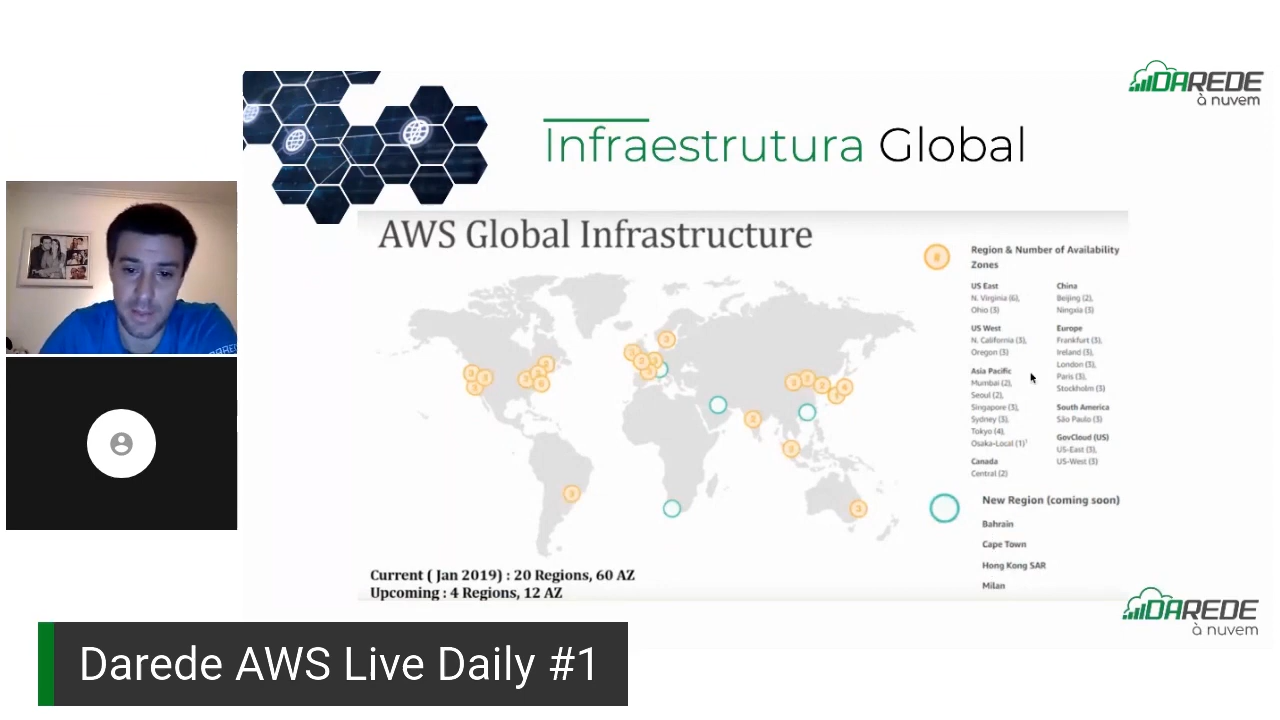 DAREDE
à nuvem
Infraestrutura Global
AWS Global Infrastructure
Region & Number of Availability
Zones
US East
N. Virginia (6),
Ohio (3)
US West
N. California (3),
Oregon (3)
Asia Pacific
Mumbai (2),
Seoul (2),
Singapore (3),
Sydney (3),
Tokyo (4),
Osaka-Local (1)¹
Canada
Central (2)
China
Beijing (2),
Ningxia (3)
Europe
Frankfurt (3),
Ireland (3),
London (3),
Paris (3),
Stockholm (3)
South America
São Paulo (3)
GovCloud (US)
US-East (3),
US-West (3)
New Region (coming soon)
Bahrain
Cape Town
Hong Kong SAR
Milan
Current ( Jan 2019) : 20 Regions, 60 AZ
Upcoming : 4 Regions, 12 AZ
DAREDE
à nuvem
Darede AWS Live Daily #1